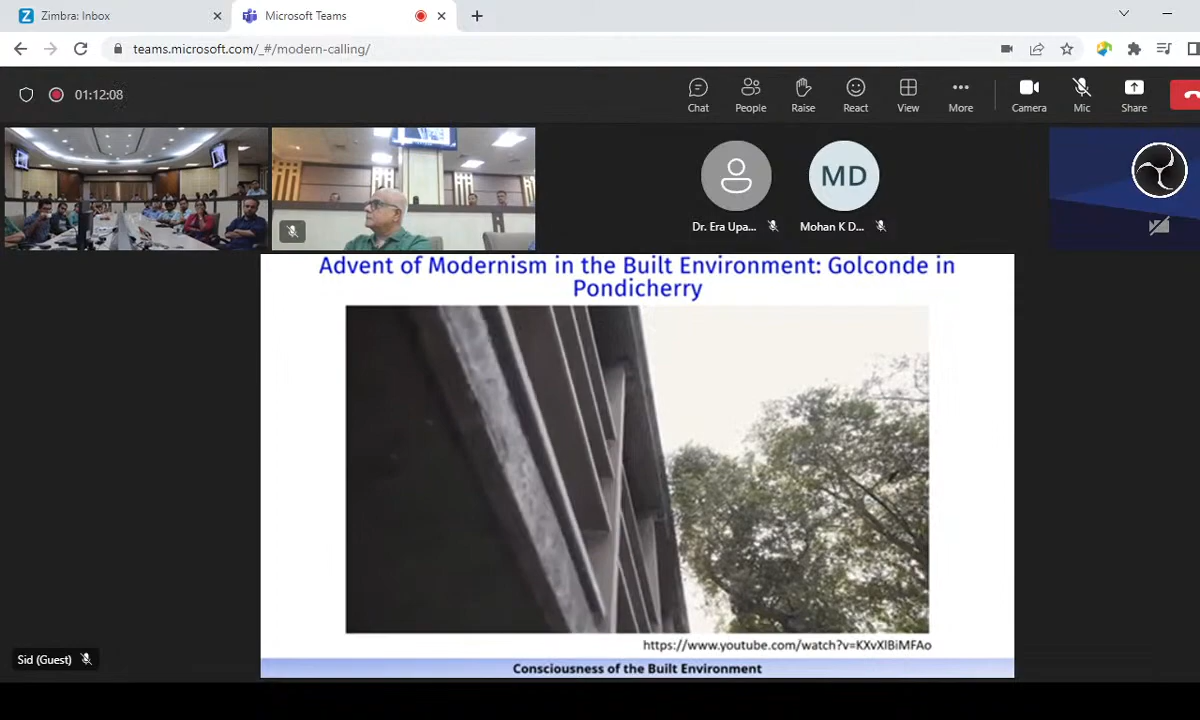 Zimbra: Inbox
Microsoft Teams
teams.microsoft.com/_#/modern-calling/
01:12:08
Chat
People
Raise
React
View
More
Camera
Mic
Share
MD
Dr. Era Upa...
Mohan K D...
Advent of Modernism in the Built Environment: Golconde in
Pondicherry
https://www.youtube.com/watch?v=KXvXlBiMFAo
Sid (Guest)
Consciousness of the Built Environment